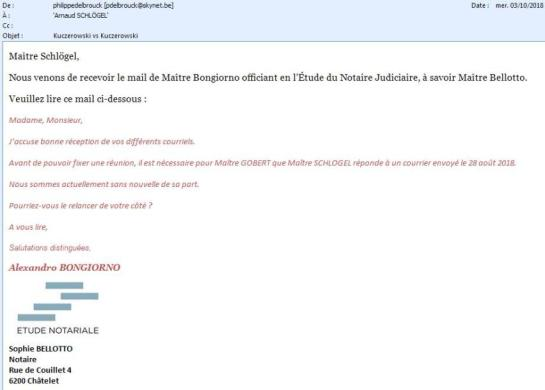 De : philippedelbrouck [pdelbrouck@skynet.be] Date : mer. 03/10/2018
À : 'Arnaud SCHLÖGEL'
Cc :
Objet : Kuczerowski vs Kuczerowski
Maitre Schlögel,
Nous venons de recevoir le mail de Maître Bongiorno officiant en l'Étude du Notaire Judiciaire, à savoir Maître Bellotto.
Veuillez lire ce mail ci-dessous :
Madame, Monsieur,
J'accuse bonne réception de vos différents courriels.
Avant de pouvoir fixer une réunion, il est nécessaire pour Maître GOBERT que Maître SCHLOGEL réponde à un courrier envoyé le 28 août 2018.
Nous sommes actuellement sans nouvelle de sa part.
Pourriez-vous le relancer de votre côté ?
A vous lire,
Salutations distinguées,
Alexandro BONGIORNO
ETUDE NOTARIALE
Sophie BELLOTTO
Notaire
Rue de Couillet 4
6200 Châtelet